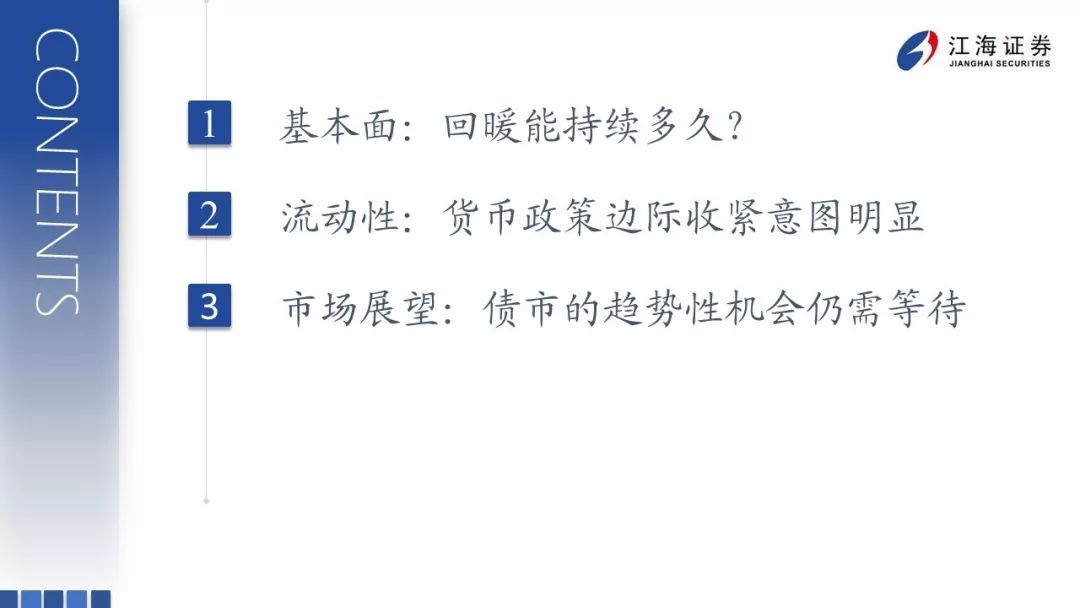 CONTENTS
江海证券
JIANGHAI SECURITIES
1 基本面：回暖能持续多久？
2 流动性：货币政策边际收紧意图明显
3 市场展望：债市的趋势性机会仍需等待